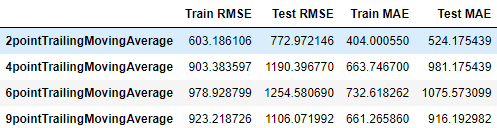 Train RMSE Test RMSE Train MAE Test MAE
2pointTrailingMovingAverage 603.186106 772.972146 404.000550 524.175439
4pointTrailingMovingAverage 903.383597 1190.396770 663.746700 981.175439
6pointTrailingMovingAverage 978.928799 1254.580690 732.618262 1075.573099
9pointTrailingMovingAverage 923.218726 1106.071992 661.265860 916.192982